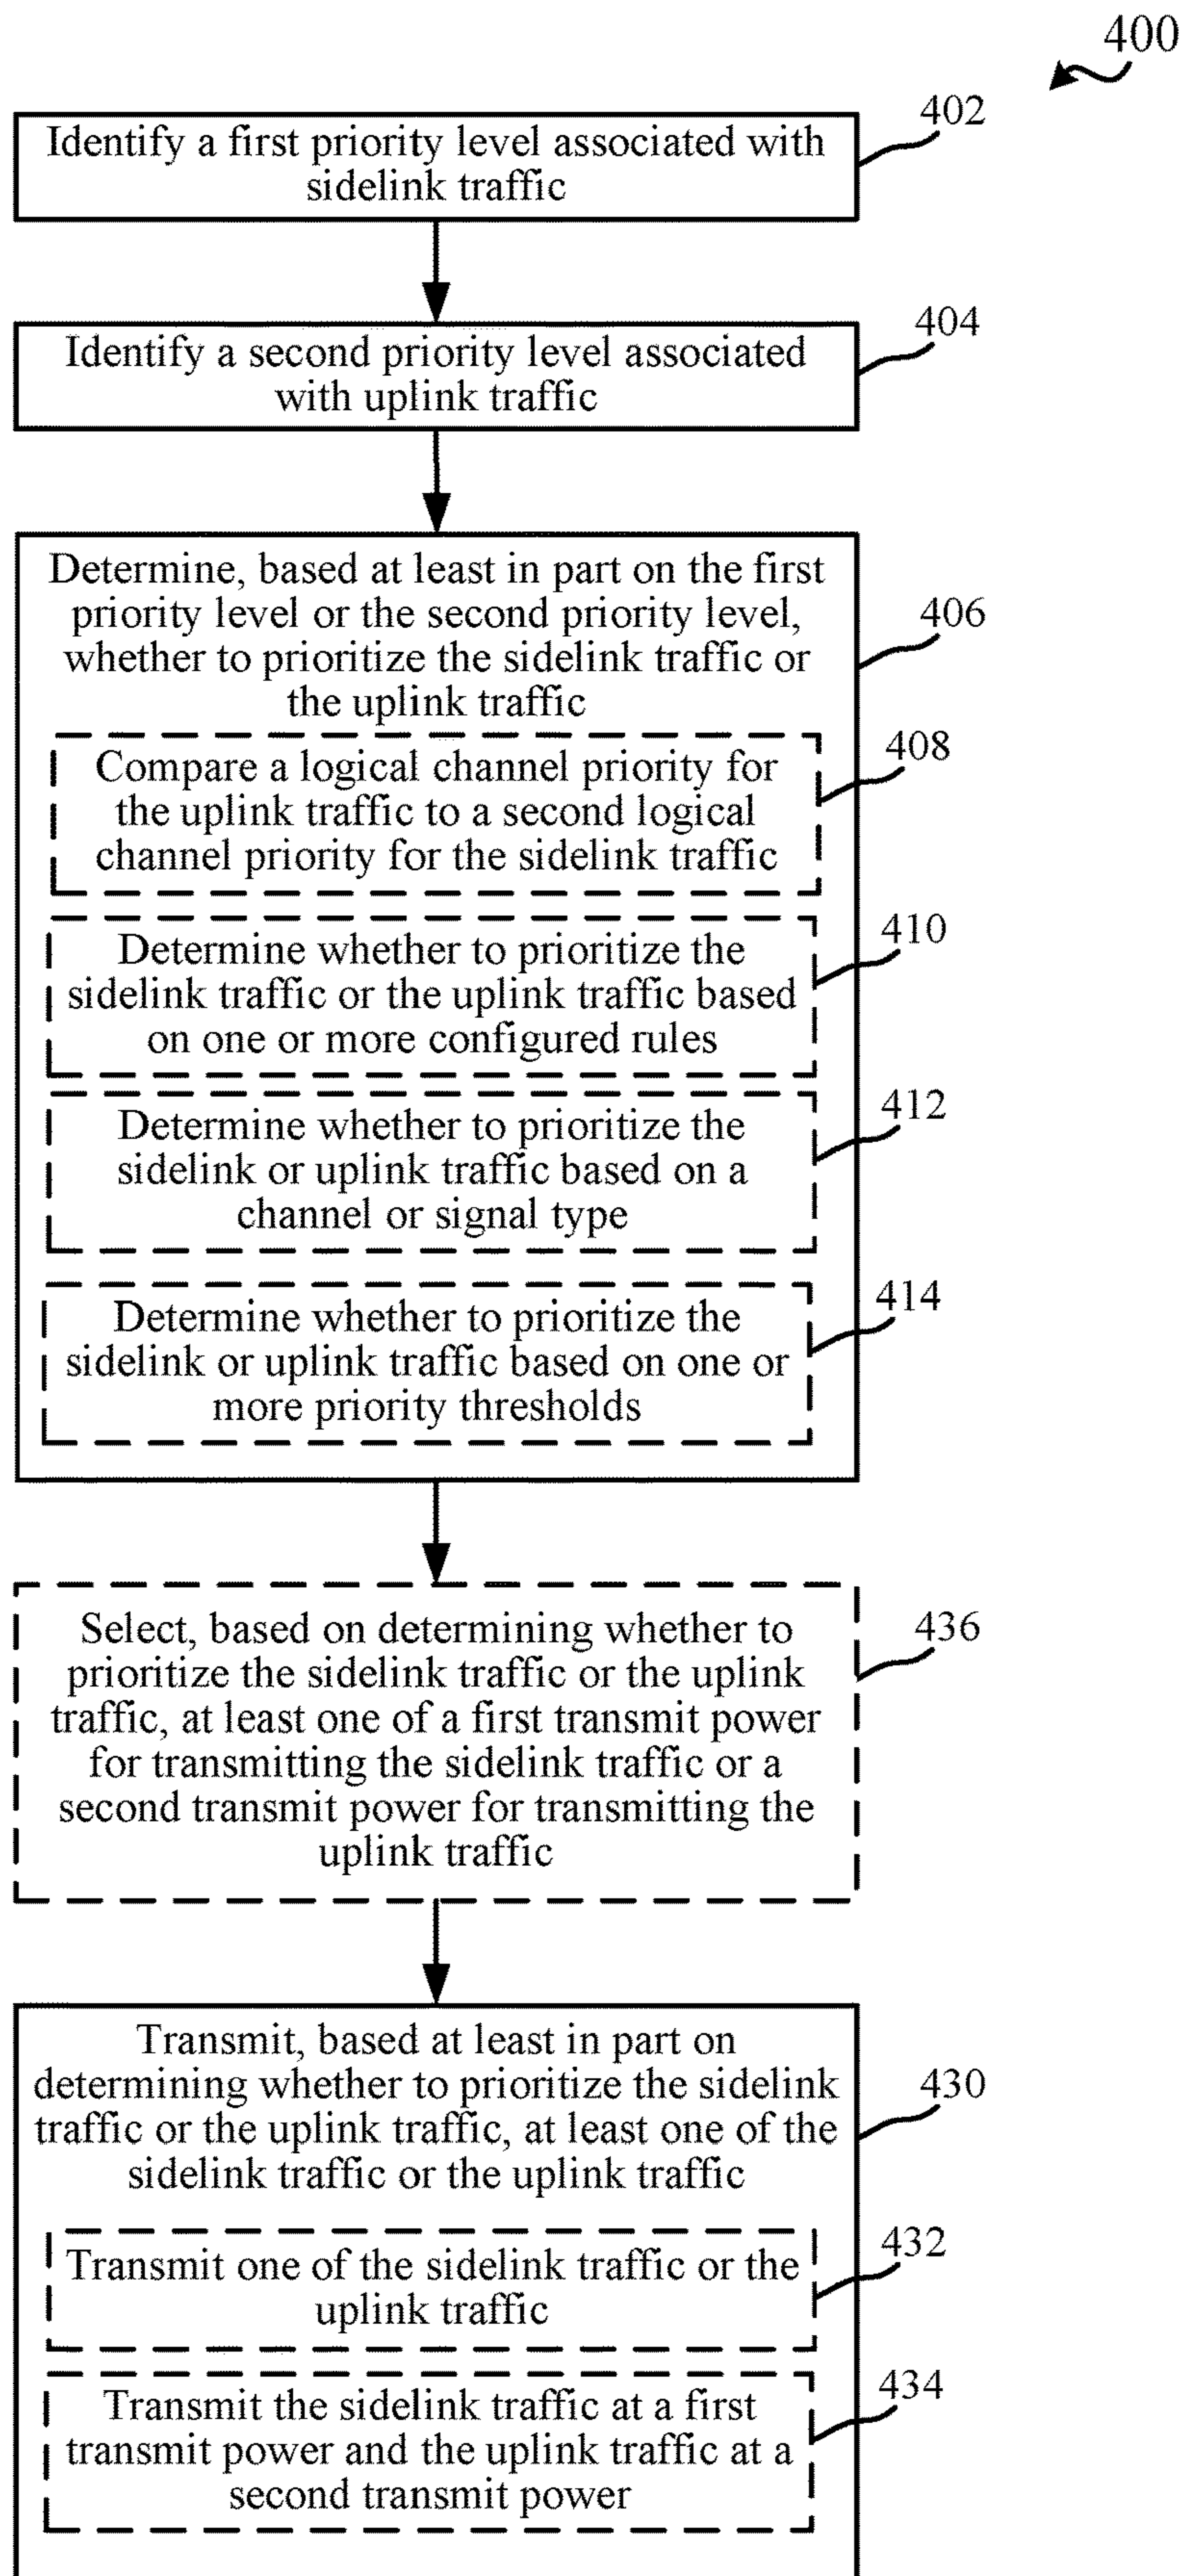 400
402
Identify a first priority level associated with
sidelink traffic
404
Identify a second priority level associated
with uplink traffic
Determine, based at least in part on the first
priority level or the second priority level,
whether to prioritize the sidelink traffic or
the uplink traffic
406
408
Compare a logical channel priority for
the uplink traffic to a second logical
channel priority for the sidelink traffic
410
Determine whether to prioritize the
sidelink traffic or the uplink traffic based
on one or more configured rules
412
Determine whether to prioritize the
sidelink or uplink traffic based on a
channel or signal type
414
Determine whether to prioritize the
sidelink or uplink traffic based on one or
more priority thresholds
436
Select, based on determining whether to
prioritize the sidelink traffic or the uplink
traffic, at least one of a first transmit power
for transmitting the sidelink traffic or a
second transmit power for transmitting the
uplink traffic
Transmit, based at least in part on
determining whether to prioritize the sidelink
traffic or the uplink traffic, at least one of the
sidelink traffic or the uplink traffic
430
432
Transmit one of the sidelink traffic or the
uplink traffic
434
Transmit the sidelink traffic at a first
transmit power and the uplink traffic at a
second transmit power